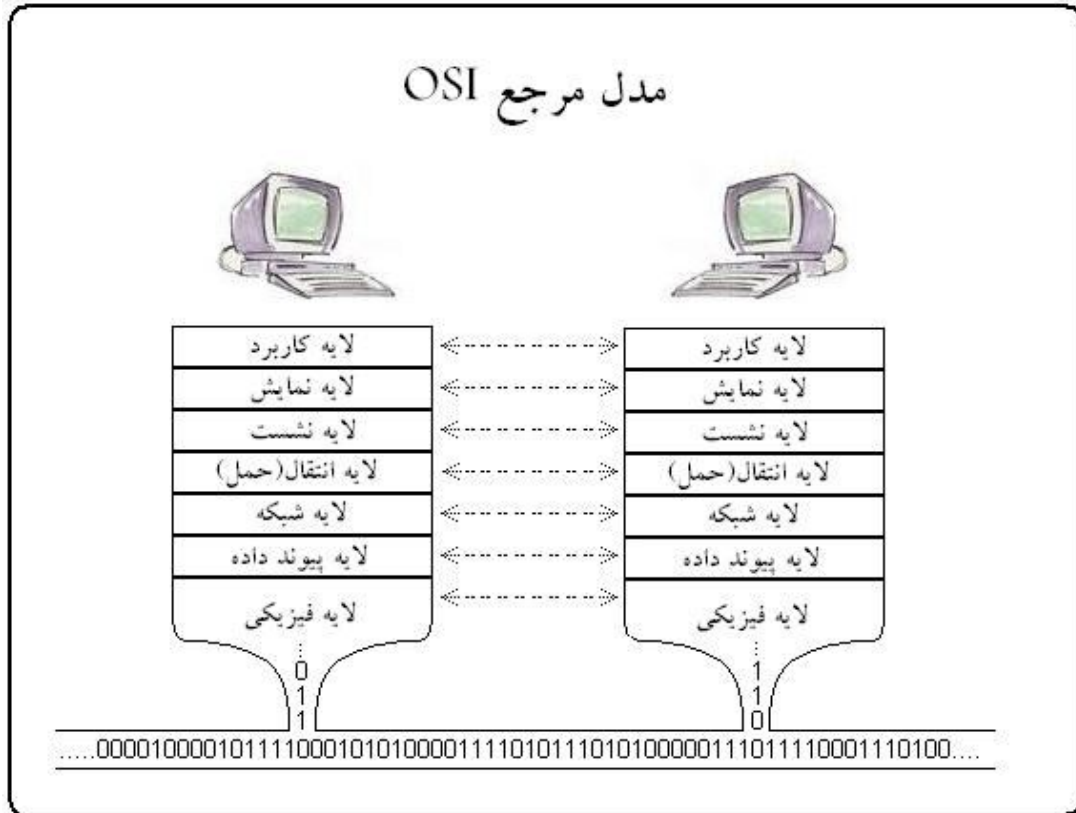 مدل مرجع OSI
لایه کاربرد
لایه کاربرد
لایه نمایش
لایه نمایش
لایه نشست
لایه نشست
لایه انتقال(حمل)
لایه انتقال(حمل)
لایه شبکه
لایه شبکه
لایه پیوند داده
لایه پیوند داده
لایه فیزیکی
لایه فیزیکی
0
1
1
1
1
0
.....0000100001011110001010100001111010111010100000111011110001110100....